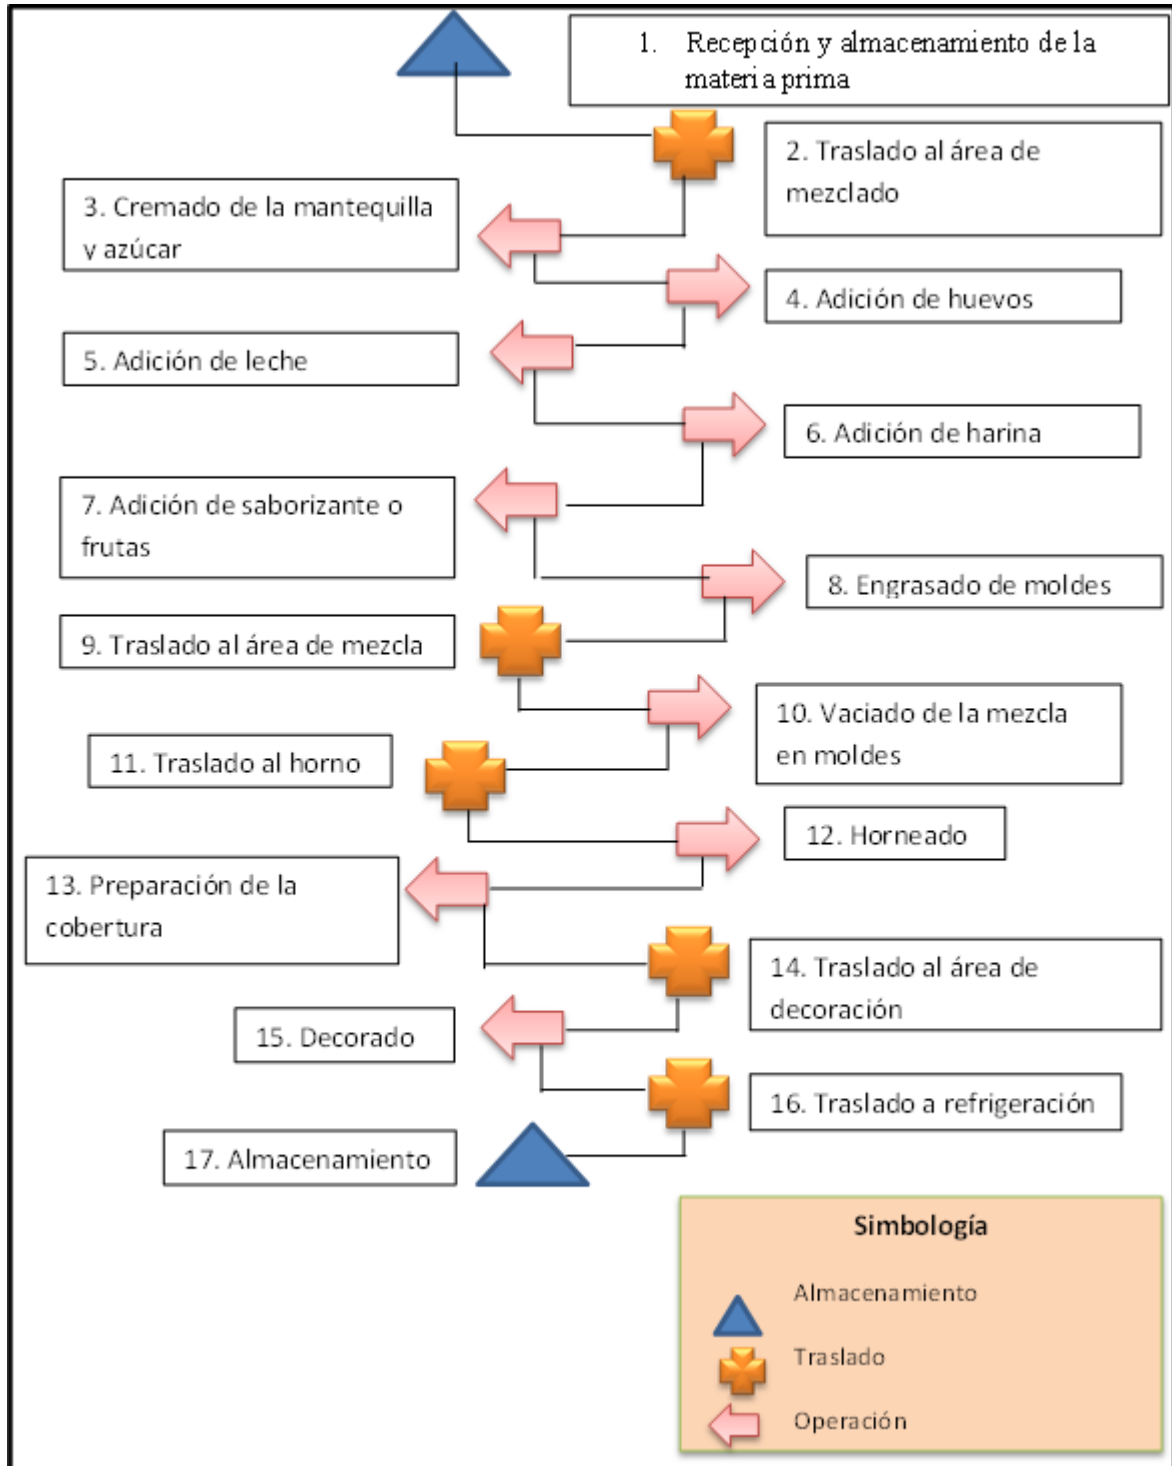 1. Recepción y almacenamiento de la
materia prima
2. Traslado al área de
mezclado
3. Cremado de la mantequilla
y azúcar
4. Adición de huevos
5. Adición de leche
6. Adición de harina
7. Adición de saborizante o
frutas
8. Engrasado de moldes
9. Traslado al área de mezcla
10. Vaciado de la mezcla
en moldes
11. Traslado al horno
12. Horneado
13. Preparación de la
cobertura
14. Traslado al área de
decoración
15. Decorado
16. Traslado a refrigeración
17. Almacenamiento
Simbología
Almacenamiento
Traslado
Operación